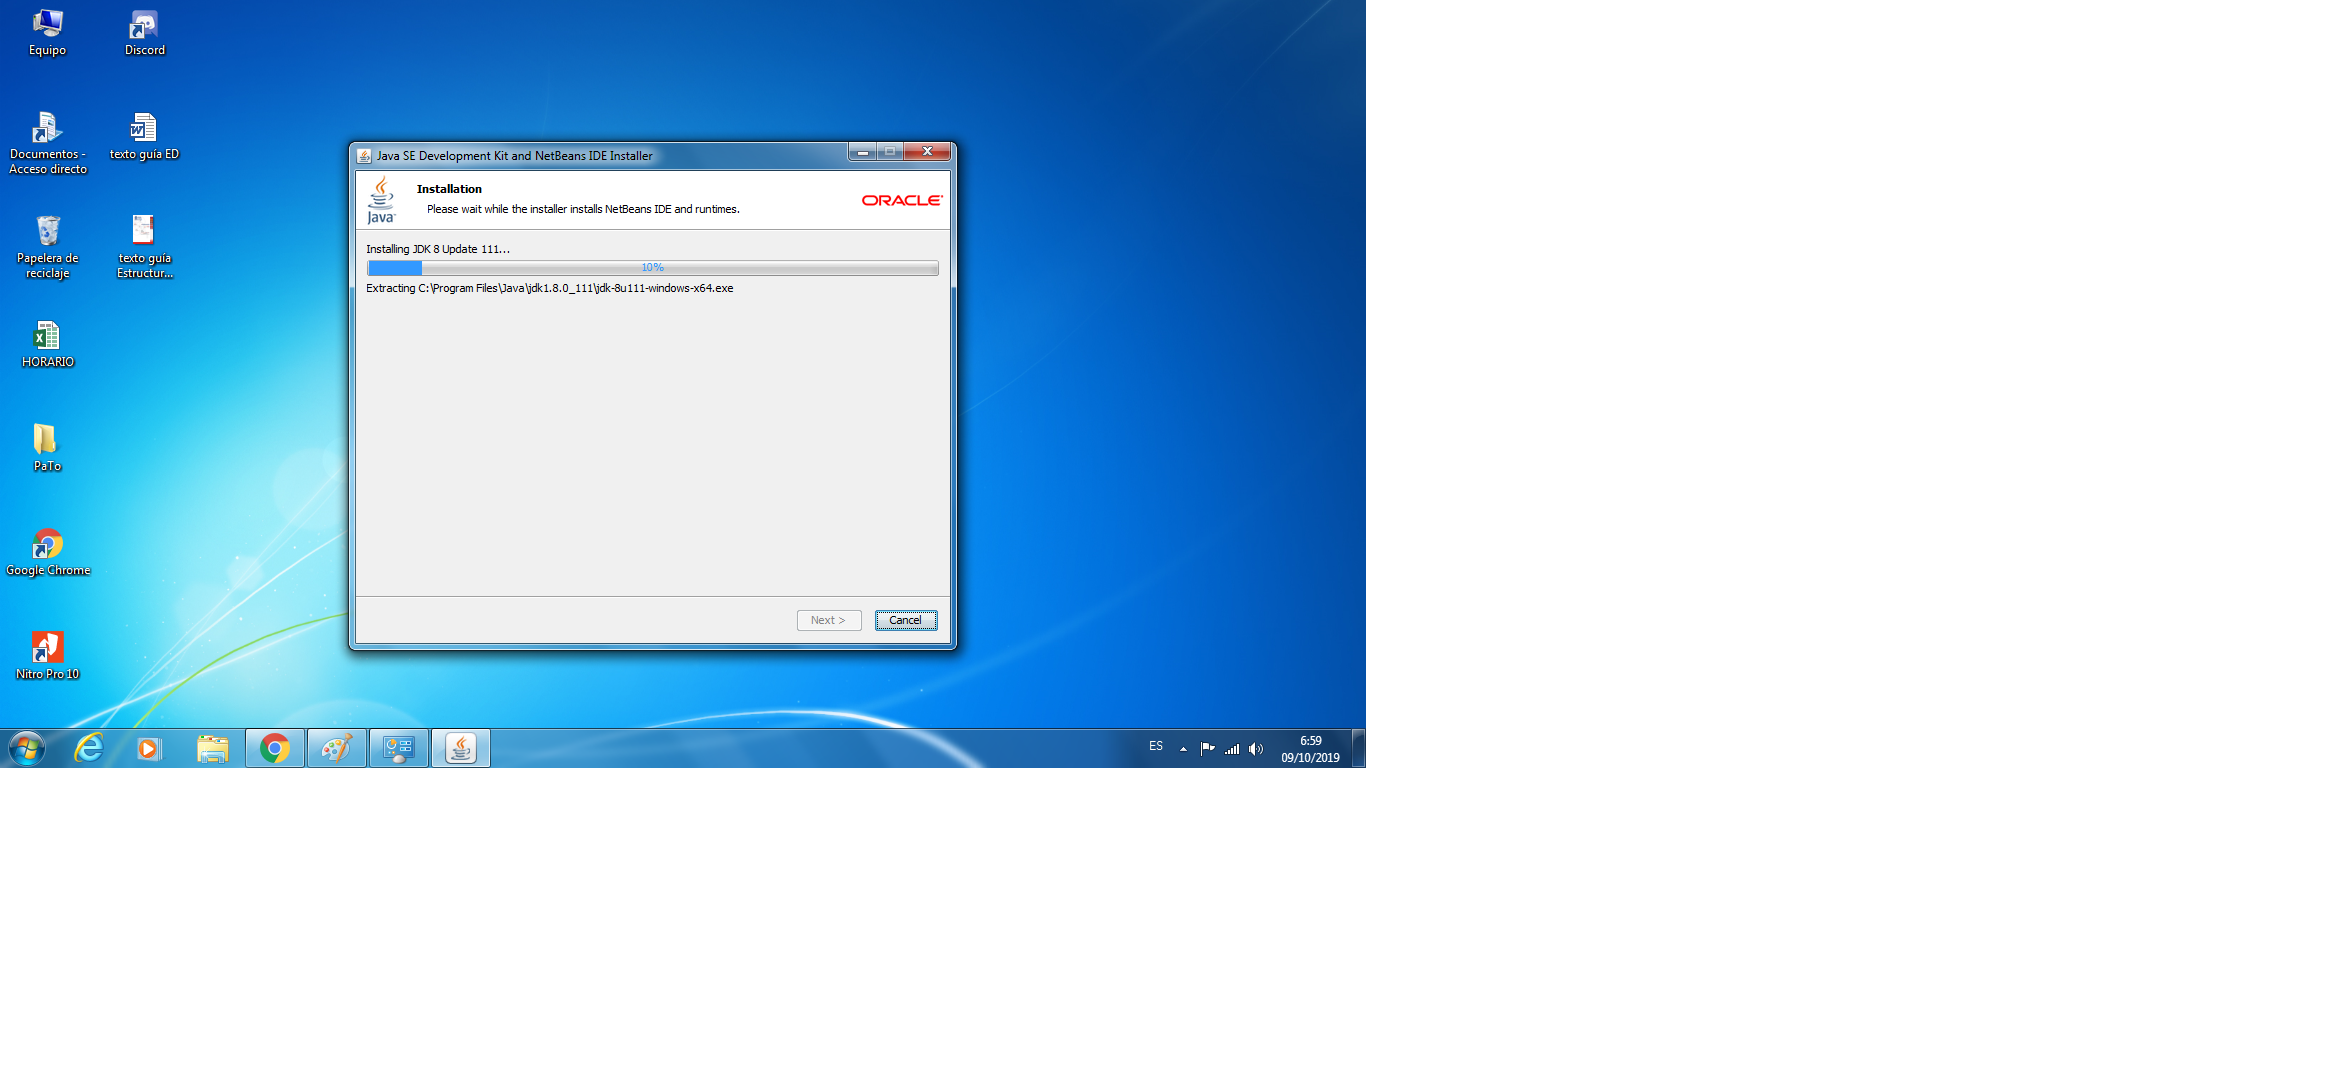 Equipo
Discord
Documentos -
Acceso directo
texto guía ED
Papelera de
reciclaje
texto guía
Estructur...
HORARIO
PaTo
Google Chrome
Nitro Pro 10
Java SE Development Kit and NetBeans IDE Installer
Java
Installation
Please wait while the installer installs NetBeans IDE and runtimes.
ORACLE
Installing JDK 8 Update 111...
10%
Extracting C:\Program Files\Java\jdk1.8.0_111\jdk-8u111-windows-x64.exe
Next >
Cancel
ES
6:59
09/10/2019